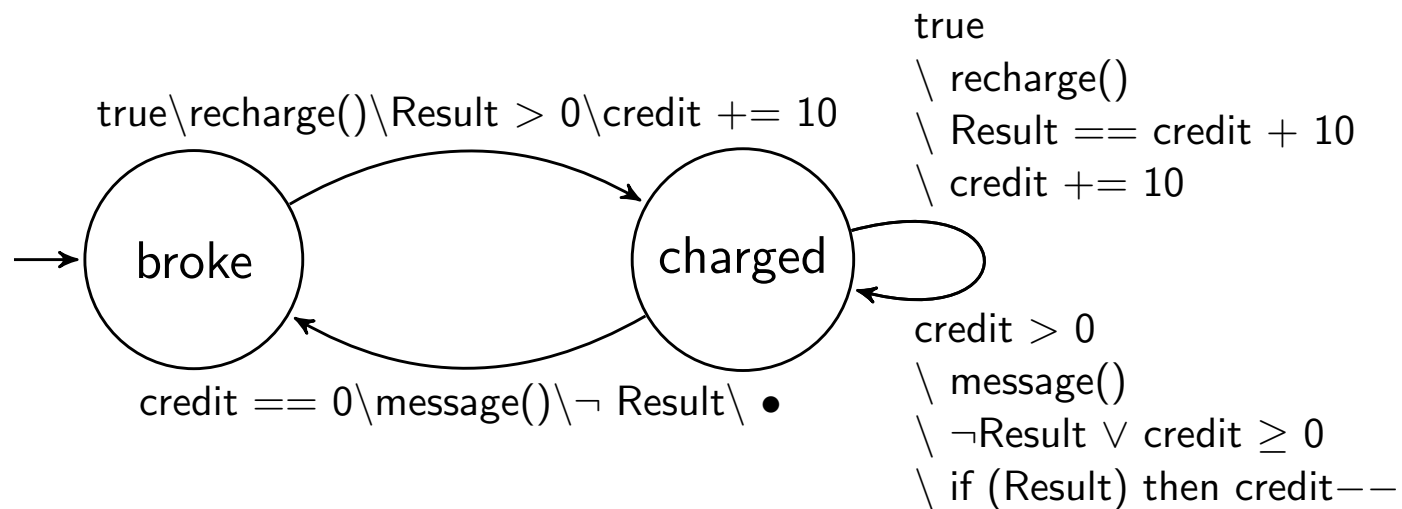 true
\ recharge()
\ Result == credit + 10
\ credit += 10
true\recharge()\Result > 0\credit += 10
broke
charged
credit == 0\message()\¬ Result\ •
credit > 0
\ message()
\ ¬Result ∨ credit ≥ 0
\ if (Result) then credit−−